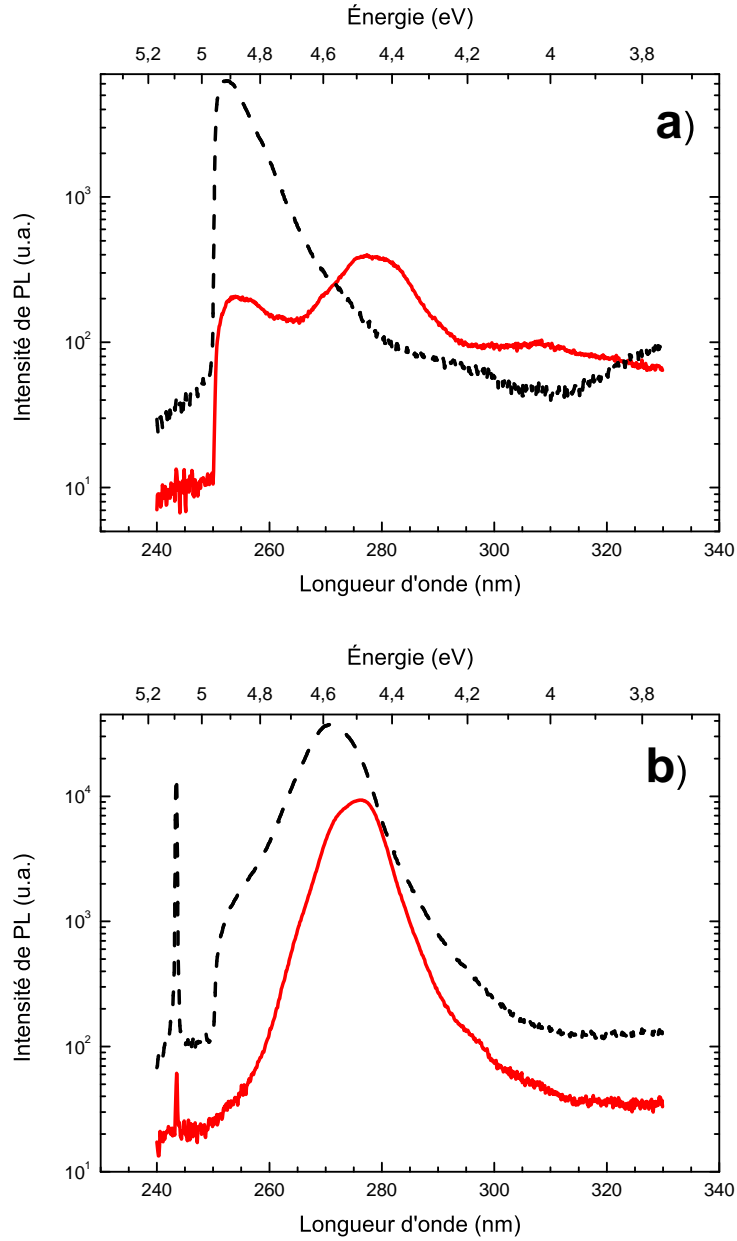 Énergie (eV)
5,2 5 4,8 4,6 4,4 4,2 4 3,8
a)
10³
10²
10¹
Intensité de PL (u.a.)
240 260 280 300 320 340
Longueur d'onde (nm)
Énergie (eV)
5,2 5 4,8 4,6 4,4 4,2 4 3,8
b)
10⁴
10³
10²
10¹
Intensité de PL (u.a.)
240 260 280 300 320 340
Longueur d'onde (nm)